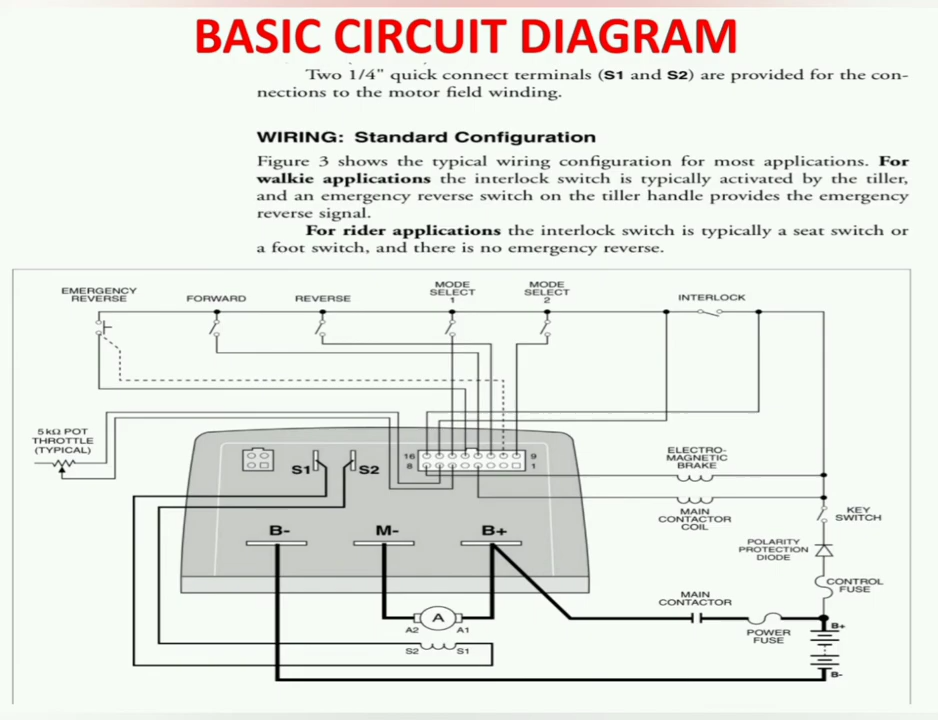 BASIC CIRCUIT DIAGRAM
Two 1/4" quick connect terminals (S1 and S2) are provided for the con-
nections to the motor field winding.
WIRING: Standard Configuration
Figure 3 shows the typical wiring configuration for most applications. For
walkie applications the interlock switch is typically activated by the tiller,
and an emergency reverse switch on the tiller handle provides the emergency
reverse signal.
For rider applications the interlock switch is typically a seat switch or
a foot switch, and there is no emergency reverse.
EMERGENCY
REVERSE
FORWARD
REVERSE
MODE
SELECT
1
MODE
SELECT
2
INTERLOCK
5 kΩ POT
THROTTLE
(TYPICAL)
16
9
8
1
S1
S2
ELECTRO-
MAGNETIC
BRAKE
MAIN
CONTACTOR
COIL
KEY
SWITCH
POLARITY
PROTECTION
DIODE
CONTROL
FUSE
B-
M-
B+
MAIN
CONTACTOR
POWER
FUSE
A
A2
A1
S2
S1
B+
B-